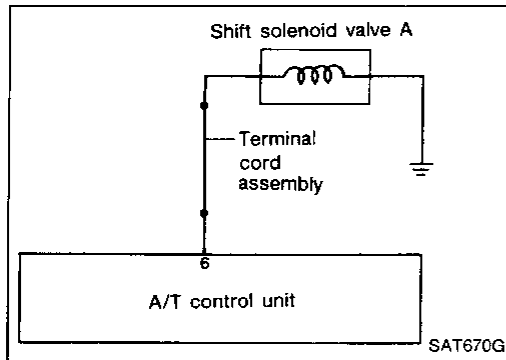 Shift solenoid valve A
Terminal
cord
assembly
6
A/T control unit
SAT670G